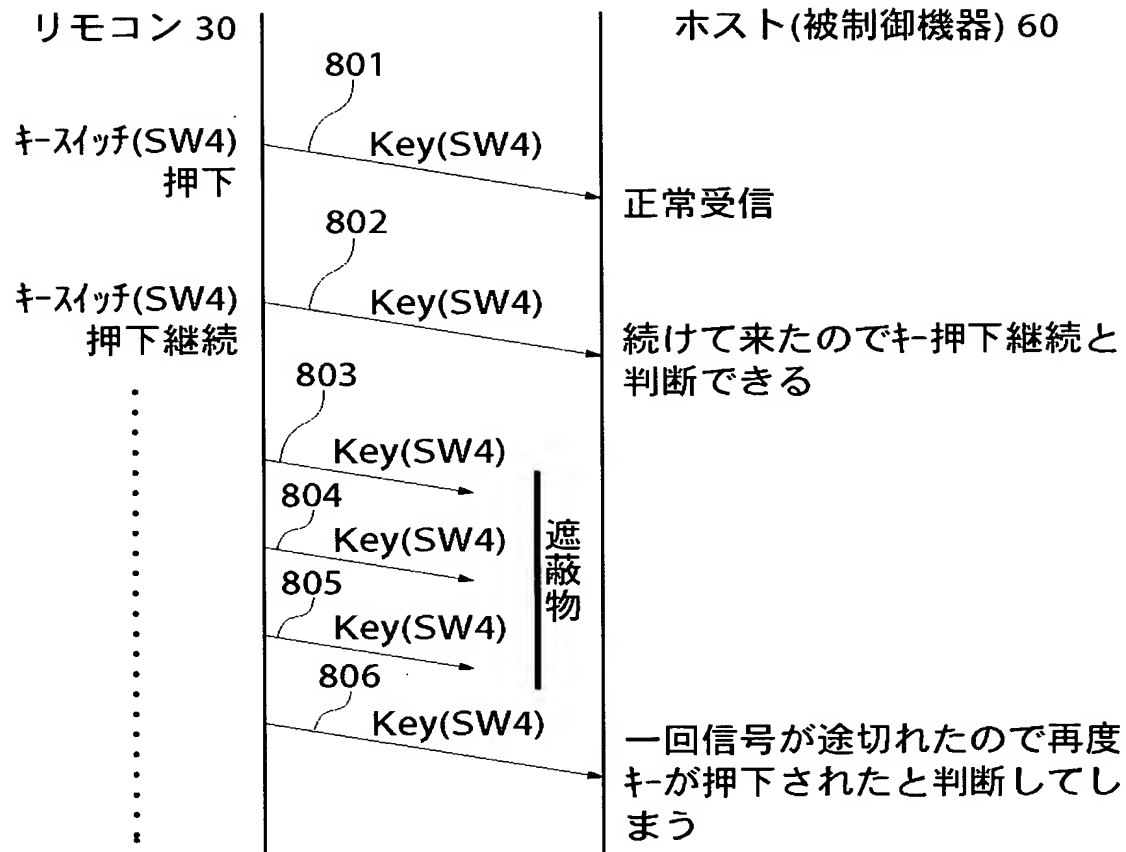 リモコン 30
ホスト(被制御機器) 60
801
キースイッチ(SW4)
押下
Key(SW4)
正常受信
802
キースイッチ(SW4)
押下継続
Key(SW4)
続けて来たのでキー押下継続と
判断できる
803
Key(SW4)
804
Key(SW4)
遮蔽物
805
Key(SW4)
806
Key(SW4)
一回信号が途切れたので再度
キーが押下されたと判断してし
まう